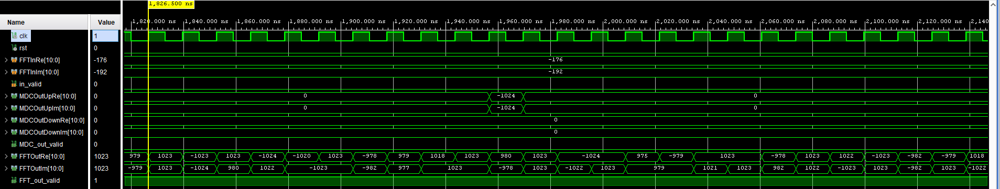 1,826.500 ns
Name Value 1,820.000 ns 1,840.000 ns 1,860.000 ns 1,880.000 ns 1,900.000 ns 1,920.000 ns 1,940.000 ns 1,960.000 ns 1,980.000 ns 2,000.000 ns 2,020.000 ns 2,040.000 ns 2,060.000 ns 2,080.000 ns 2,100.000 ns 2,120.000 ns 2,140
clk 1
rst 0
FFTInRe[10:0] -176 -176
FFTInIm[10:0] -192 -192
in_valid 0
MDCOutUpRe[10:0] 0 0 -1024 0
MDCOutUpIm[10:0] 0 0 -1024 0
MDCOutDownRe[10:0] 0 0
MDCOutDownIm[10:0] 0 0
MDC_out_valid 0
FFTOutRe[10:0] 1023 979 1023 -1023 1023 -1024 -1020 1023 -978 979 1018 1023 980 1023 -1024 975 -979 1023 -978 1023 1022 -1023 -982 -979 1018
FFTOutIm[10:0] 1023 -979 1023 -1024 980 1022 -1023 -982 977 1023 -978 1023 -1022 1023 979 1021 1023 982 1022 -1023 1023 -982 1023 -1022
FFT_out_valid 1